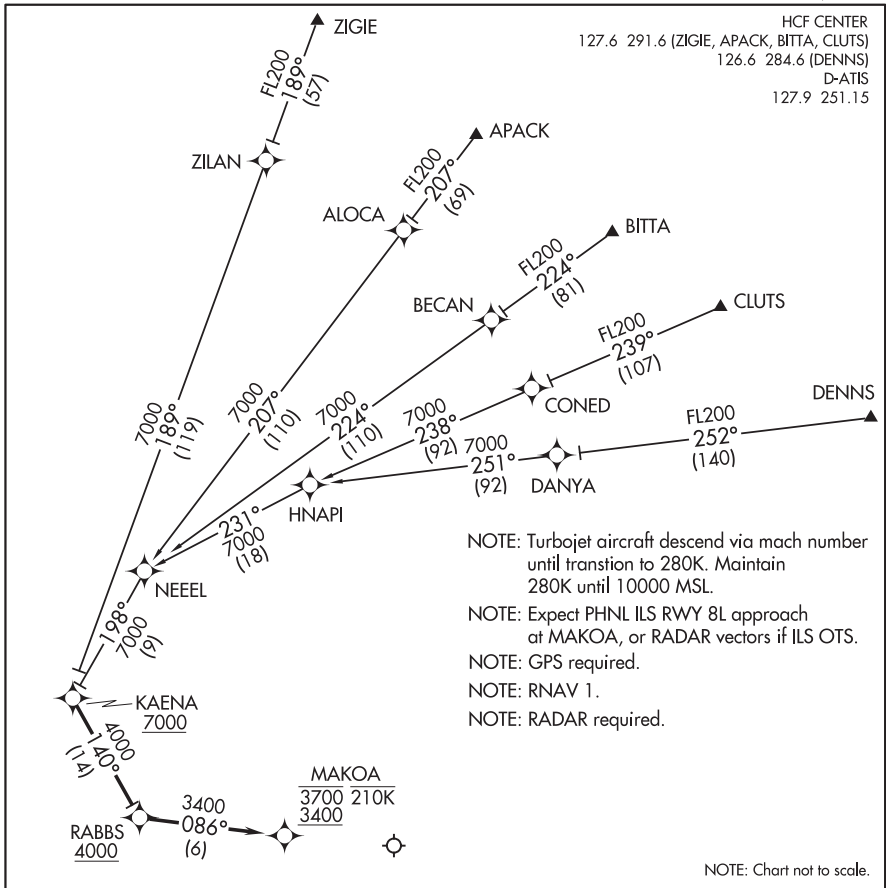 HCF CENTER
127.6 291.6 (ZIGIE, APACK, BITTA, CLUTS)
126.6 284.6 (DENNS)
D-ATIS
127.9 251.15
ZIGIE
FL200
189°
(57)
ZILAN
APACK
FL200
207°
(69)
ALOCA
BITTA
FL200
224°
(81)
BECAN
CLUTS
FL200
239°
(107)
CONED
DENNS
FL200
252°
(140)
DANYA
7000
189°
(119)
7000
207°
(110)
7000
224°
(110)
7000
238°
(92)
7000
251°
(92)
HNAPI
231°
7000
(18)
NEEEL
198°
7000
(9)
KAENA
7000
4000
140°
(14)
RABBS
4000
3400
086°
(6)
MAKOA
3700 210K
3400
NOTE: Turbojet aircraft descend via mach number
until transtion to 280K. Maintain
280K until 10000 MSL.
NOTE: Expect PHNL ILS RWY 8L approach
at MAKOA, or RADAR vectors if ILS OTS.
NOTE: GPS required.
NOTE: RNAV 1.
NOTE: RADAR required.
NOTE: Chart not to scale.